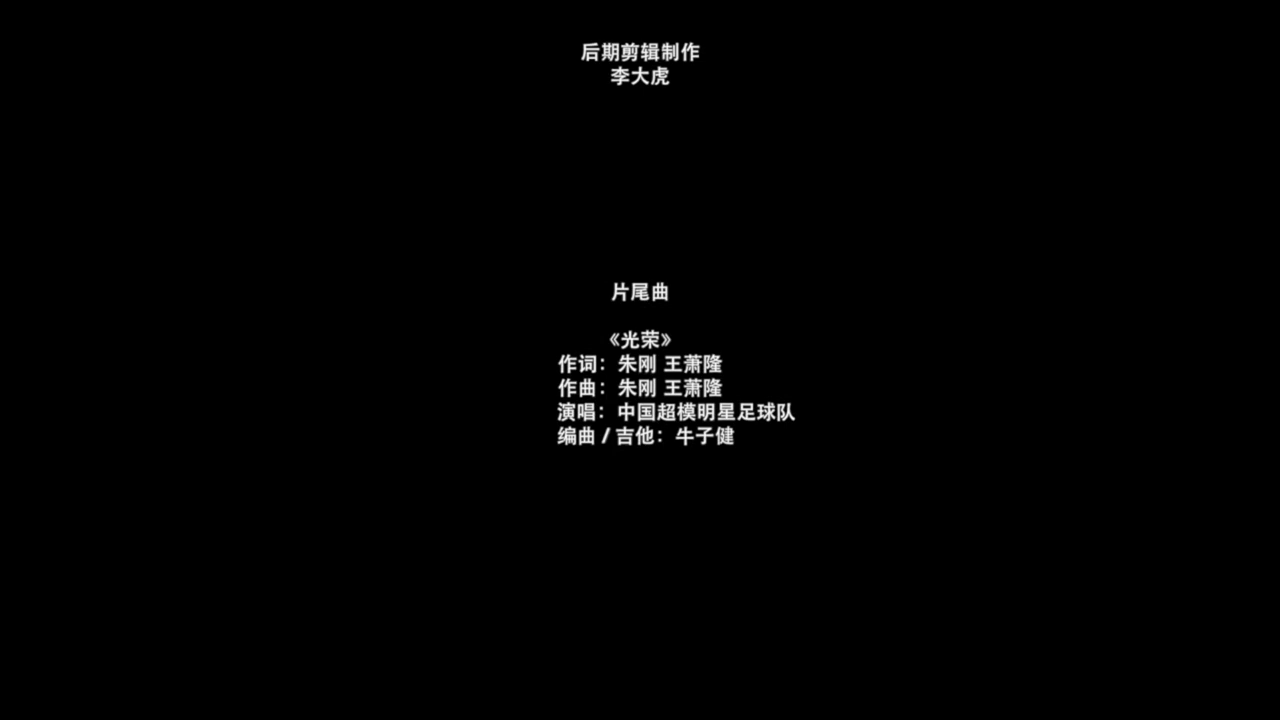 后期剪辑制作
李大虎
片尾曲
《光荣》
作词：朱刚 王萧隆
作曲：朱刚 王萧隆
演唱：中国超模明星足球队
编曲 / 吉他：牛子健